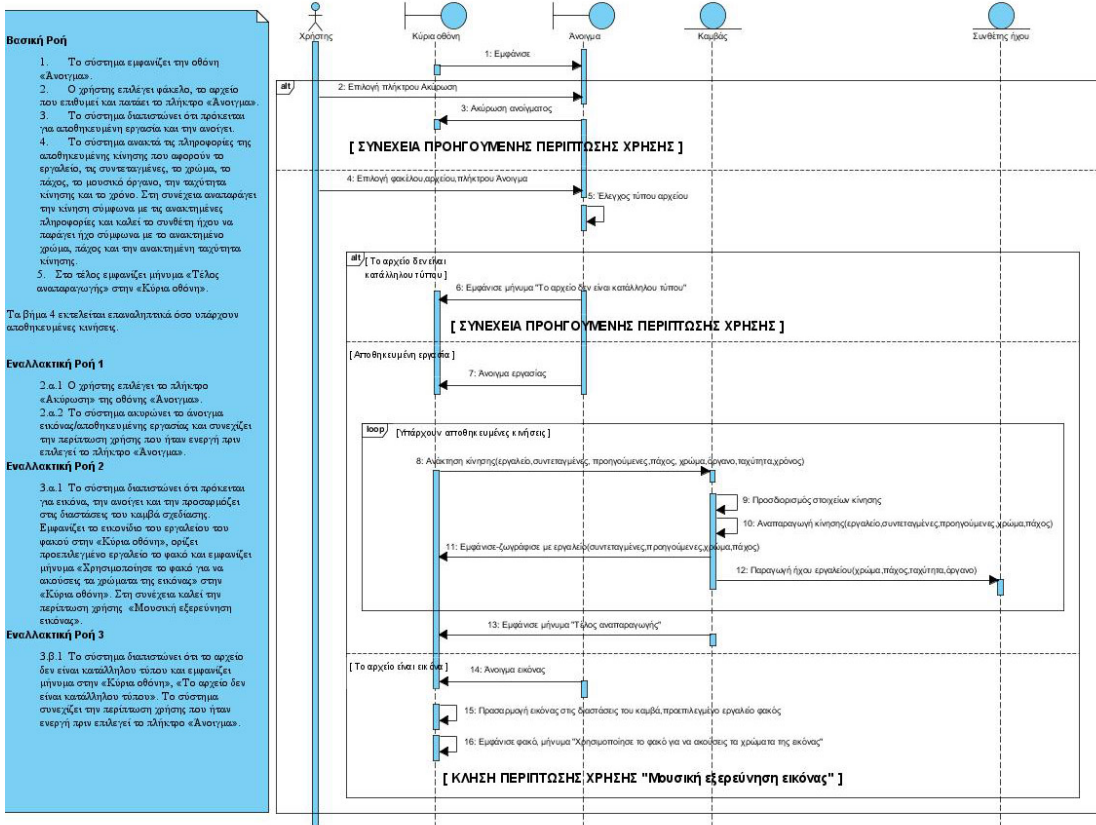 Βασική Ροή
1. Το σύστημα εμφανίζει την οθόνη
«Άνοιγμα».
2. Ο χρήστης επιλέγει φάκελο, το αρχείο
που επιθυμεί και πατάει το πλήκτρο «Άνοιγμα».
3. Το σύστημα διαπιστώνει ότι πρόκειται
για αποθηκευμένη εργασία και την ανοίγει.
4. Το σύστημα ανακτά τις πληροφορίες της
αποθηκευμένης κίνησης που αφορούν το
εργαλείο, τις συντεταγμένες, το χρώμα, το
πάχος, το μουσικό όργανο, την ταχύτητα
κίνησης και το χρόνο. Στη συνέχεια αναπαράγει
την κίνηση σύμφωνα με τις ανακτημένες
πληροφορίες και καλεί το συνθέτη ήχου να
παράγει ήχο σύμφωνα με το ανακτημένο
χρώμα, πάχος και την ανακτημένη ταχύτητα
κίνησης.
5. Στο τέλος εμφανίζει μήνυμα «Τέλος
αναπαραγωγής» στην «Κύρια οθόνη».
Τα βήμα 4 εκτελείται επαναληπτικά όσο υπάρχουν
αποθηκευμένες κινήσεις.
Εναλλακτική Ροή 1
2.α.1 Ο χρήστης επιλέγει το πλήκτρο
«Ακύρωση» της οθόνης «Άνοιγμα».
2.α.2 Το σύστημα ακυρώνει το άνοιγμα
εικόνας/αποθηκευμένης εργασίας και συνεχίζει
την περίπτωση χρήσης που ήταν ενεργή πριν
επιλεγεί το πλήκτρο «Άνοιγμα».
Εναλλακτική Ροή 2
3.α.1 Το σύστημα διαπιστώνει ότι πρόκειται
για εικόνα, την ανοίγει και την προσαρμόζει
στις διαστάσεις του καμβά σχεδίασης.
Εμφανίζει το εικονίδιο του εργαλείου του
φακού στην «Κύρια οθόνη», ορίζει
προεπιλεγμένο εργαλείο το φακό και εμφανίζει
μήνυμα «Χρησιμοποίησε το φακό για να
ακούσεις τα χρώματα της εικόνας» στην
«Κύρια οθόνη». Στη συνέχεια καλεί την
περίπτωση χρήσης «Μουσική εξερεύνηση
εικόνας».
Εναλλακτική Ροή 3
3.β.1 Το σύστημα διαπιστώνει ότι το αρχείο
δεν είναι κατάλληλου τύπου και εμφανίζει
μήνυμα στην «Κύρια οθόνη», «Το αρχείο δεν
είναι κατάλληλου τύπου». Το σύστημα
συνεχίζει την περίπτωση χρήσης που ήταν
ενεργή πριν επιλεγεί το πλήκτρο «Άνοιγμα».
Χρήστης
Κύρια οθόνη
Άνοιγμα
Καμβάς
Συνθέτης ήχου
1: Εμφάνισε
alt
2: Επιλογή πλήκτρου Ακύρωση
3: Ακύρωση ανοίγματος
[ ΣΥΝΕΧΕΙΑ ΠΡΟΗΓΟΥΜΕΝΗΣ ΠΕΡΙΠΤΩΣΗΣ ΧΡΗΣΗΣ ]
4: Επιλογή φακέλου,αρχείου,πλήκτρου Άνοιγμα
5: Έλεγχος τύπου αρχείου
alt [ Το αρχείο δεν είναι
κατάλληλου τύπου ]
6: Εμφάνισε μήνυμα "Το αρχείο δεν είναι κατάλληλου τύπου"
[ ΣΥΝΕΧΕΙΑ ΠΡΟΗΓΟΥΜΕΝΗΣ ΠΕΡΙΠΤΩΣΗΣ ΧΡΗΣΗΣ ]
[ Αποθηκευμένη εργασία ]
7: Άνοιγμα εργασίας
loop [Υπάρχουν αποθηκευμένες κινήσεις]
8: Ανάκτηση κίνησης(εργαλείο,συντεταγμένες, προηγούμενες,πάχος, χρώμα,όργανο,ταχύτητα,χρόνος)
9: Προσδιορισμός στοιχείων κίνησης
10: Αναπαραγωγή κίνησης(εργαλείο,συντεταγμένες,προηγούμενες,χρώμα,πάχος)
11: Εμφάνισε-ζωγράφισε με εργαλείο(συντεταγμένες,προηγούμενες,χρώμα,πάχος)
12: Παραγωγή ήχου εργαλείου(χρώμα,πάχος,ταχύτητα,όργανο)
13: Εμφάνισε μήνυμα "Τέλος αναπαραγωγής"
[ Το αρχείο είναι εικόνα ]
14: Άνοιγμα εικόνας
15: Πρασαρμογή εικόνας στις διαστάσεις του καμβά,προεπιλεγμένο εργαλείο φακός
16: Εμφάνισε φακό, μήνυμα "Χρησιμοποίησε το φακό για να ακούσεις τα χρώματα της εικόνας"
[ ΚΛΗΣΗ ΠΕΡΙΠΤΩΣΗΣ ΧΡΗΣΗΣ "Μουσική εξερεύνηση εικόνας" ]